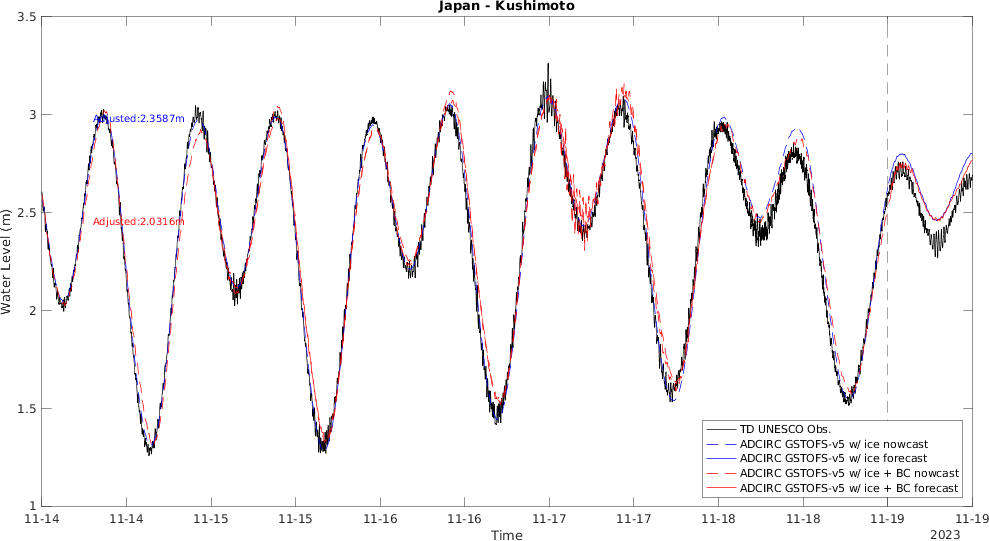 Japan - Kushimoto
3.5
3
2.5
2
1.5
1
Water Level (m)
Adjusted:2.3587m
Adjusted:2.0316m
TD UNESCO Obs.
ADCIRC GSTOFS-v5 w/ ice nowcast
ADCIRC GSTOFS-v5 w/ ice forecast
ADCIRC GSTOFS-v5 w/ ice + BC nowcast
ADCIRC GSTOFS-v5 w/ ice + BC forecast
11-14 11-14 11-15 11-15 11-16 11-16 11-17 11-17 11-18 11-18 11-19 11-19
Time
2023